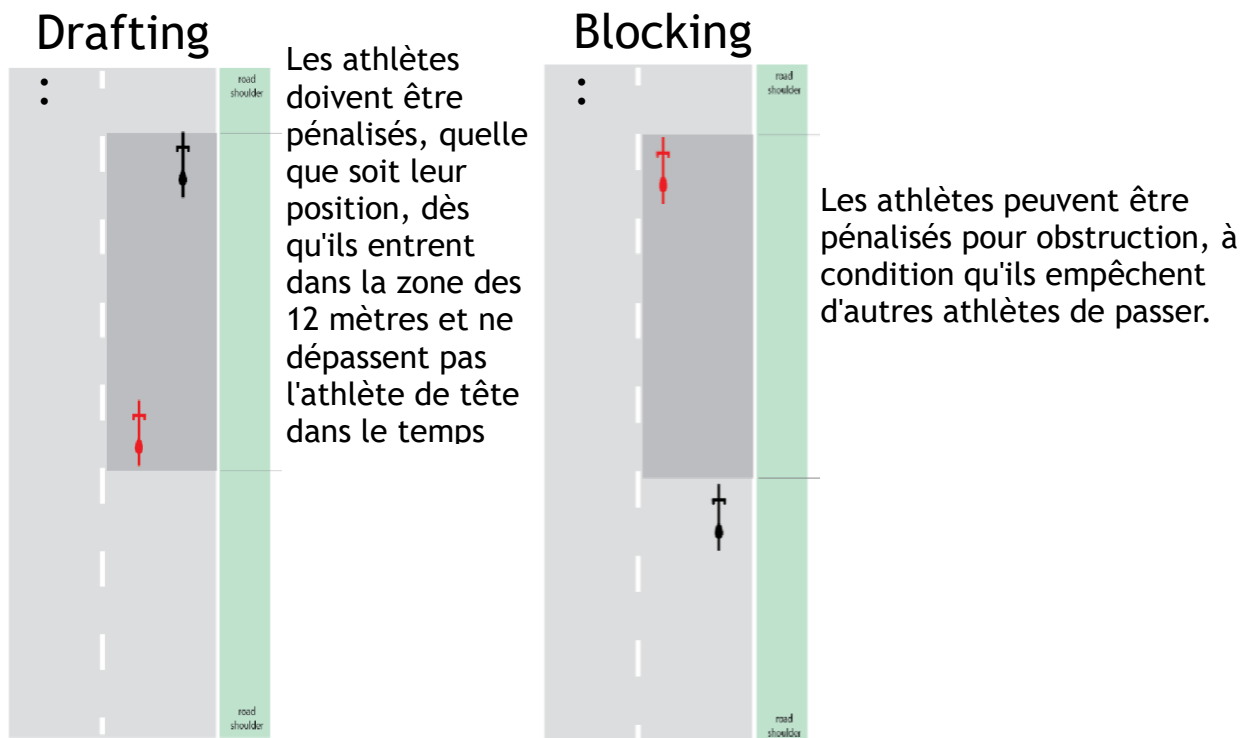 Drafting
:
road
shoulder
Les athlètes
doivent être
pénalisés, quelle
que soit leur
position, dès
qu'ils entrent
dans la zone des
12 mètres et ne
dépassent pas
l'athlète de tête
dans le temps
road
shoulder
Blocking
:
road
shoulder
Les athlètes peuvent être
pénalisés pour obstruction, à
condition qu'ils empêchent
d'autres athlètes de passer.
road
shoulder